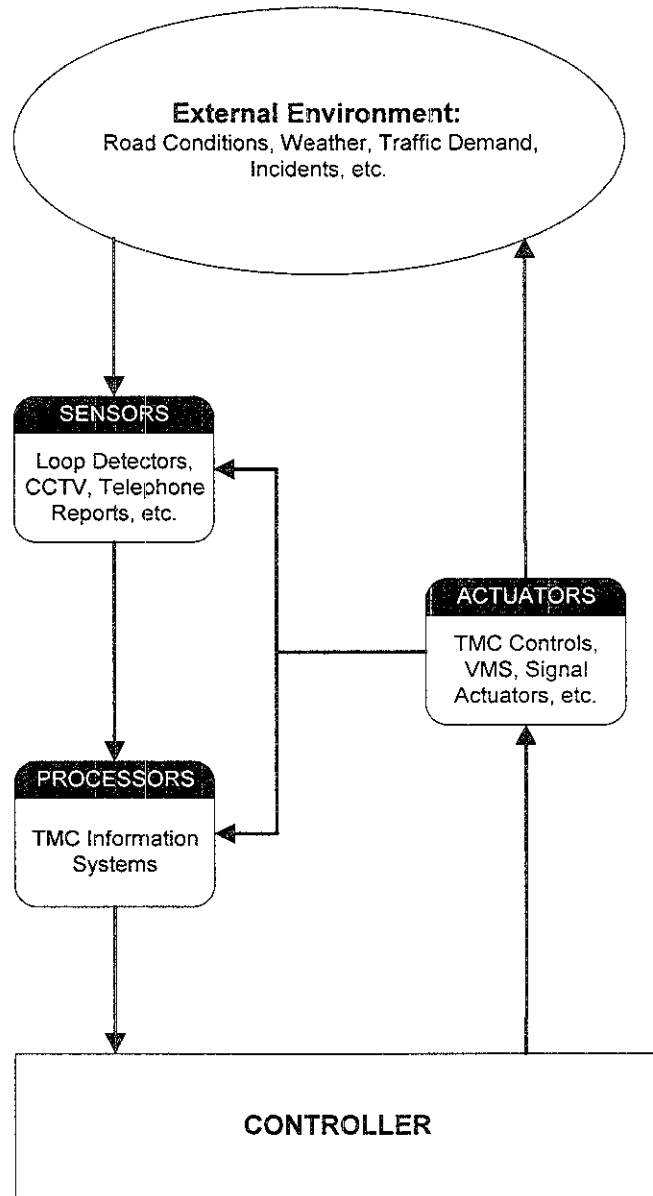 External Environment:
Road Conditions, Weather, Traffic Demand,
Incidents, etc.
SENSORS
Loop Detectors,
CCTV, Telephone
Reports, etc.
ACTUATORS
TMC Controls,
VMS, Signal
Actuators, etc.
PROCESSORS
TMC Information
Systems
CONTROLLER